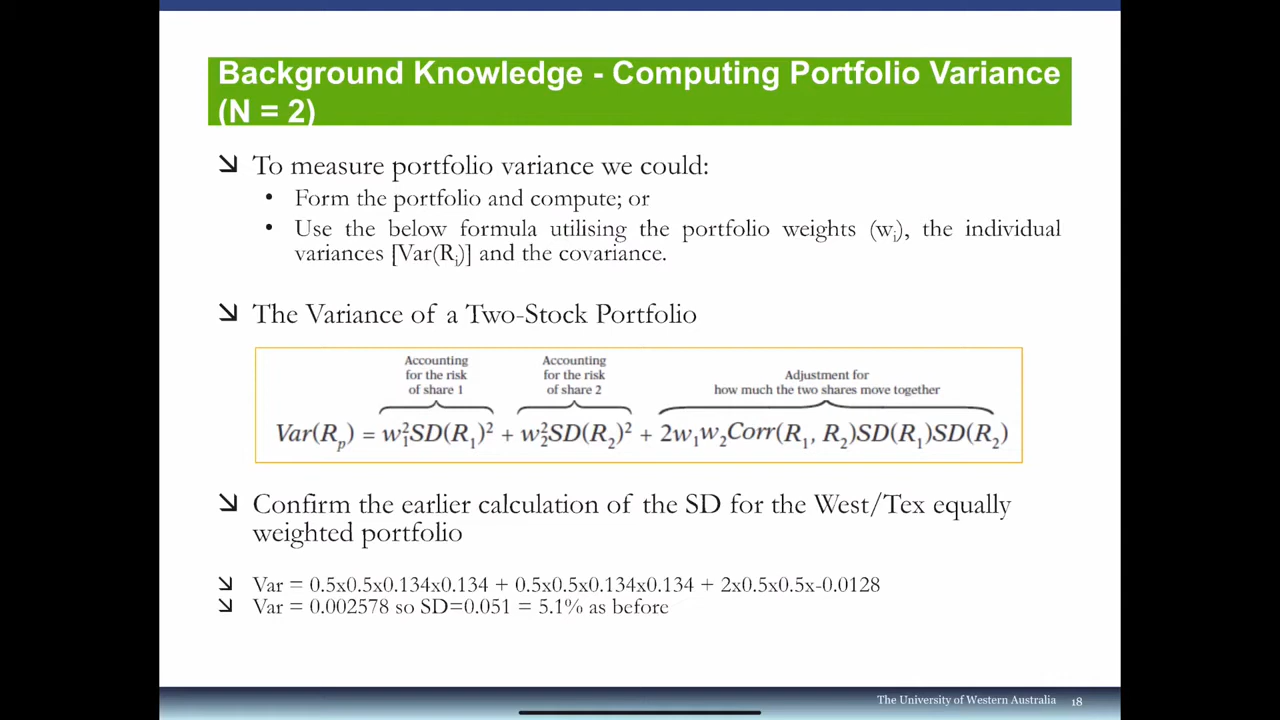 Background Knowledge - Computing Portfolio Variance
(N = 2)
↘ To measure portfolio variance we could:
• Form the portfolio and compute; or
• Use the below formula utilising the portfolio weights (wᵢ), the individual
variances [Var(Rᵢ)] and the covariance.
↘ The Variance of a Two-Stock Portfolio
Accounting
for the risk
of share 1
Accounting
for the risk
of share 2
Adjustment for
how much the two shares move together
Var(Rₚ) = w₁²SD(R₁)² + w₂²SD(R₂)² + 2w₁w₂Corr(R₁, R₂)SD(R₁)SD(R₂)
↘ Confirm the earlier calculation of the SD for the West/Tex equally
weighted portfolio
↘ Var = 0.5x0.5x0.134x0.134 + 0.5x0.5x0.134x0.134 + 2x0.5x0.5x-0.0128
↘ Var = 0.002578 so SD=0.051 = 5.1% as before
The University of Western Australia 18